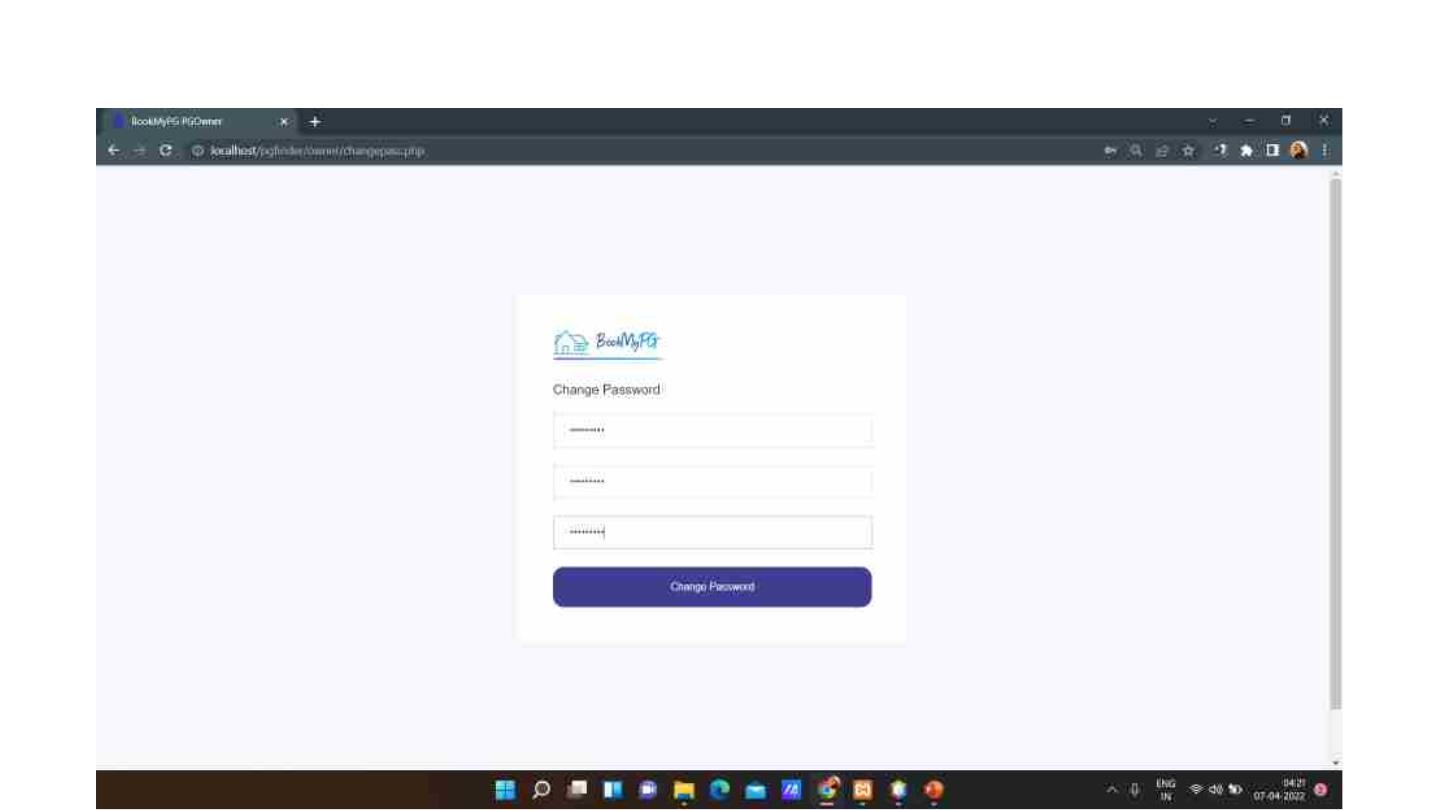 BookMyPG PGOwner
localhost/pgfinder/owner/changepass.php
BookMyPG
Change Password
•••••••••
•••••••••
•••••••••
Change Password
ENG
IN
04:21
07-04-2022